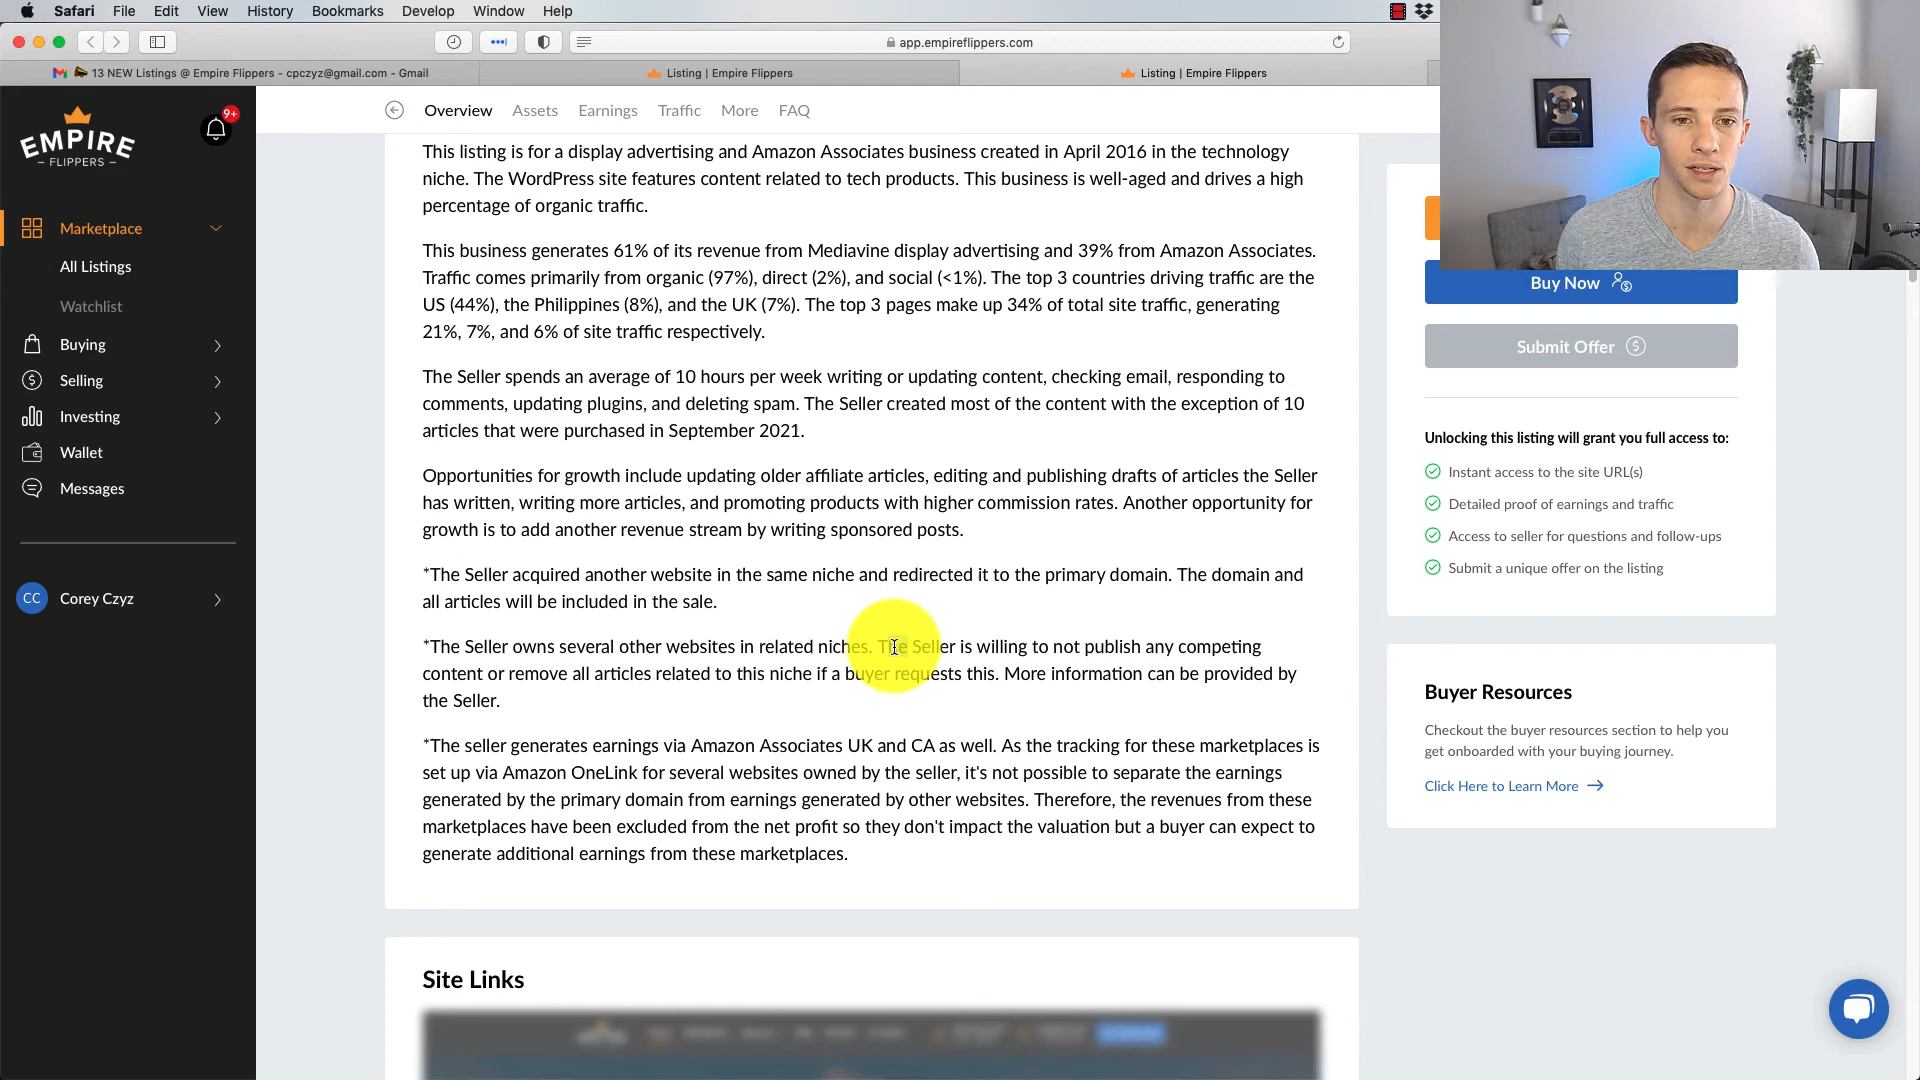 Safari File Edit View History Bookmarks Develop Window Help
app.empireflippers.com
13 NEW Listings @ Empire Flippers - cpczyz@gmail.com - Gmail
Listing | Empire Flippers
Listing | Empire Flippers
EMPIRE
FLIPPERS
9+
Marketplace
All Listings
Watchlist
Buying
Selling
Investing
Wallet
Messages
CC Corey Czyz
Overview Assets Earnings Traffic More FAQ
This listing is for a display advertising and Amazon Associates business created in April 2016 in the technology
niche. The WordPress site features content related to tech products. This business is well-aged and drives a high
percentage of organic traffic.
This business generates 61% of its revenue from Mediavine display advertising and 39% from Amazon Associates.
Traffic comes primarily from organic (97%), direct (2%), and social (<1%). The top 3 countries driving traffic are the
US (44%), the Philippines (8%), and the UK (7%). The top 3 pages make up 34% of total site traffic, generating
21%, 7%, and 6% of site traffic respectively.
The Seller spends an average of 10 hours per week writing or updating content, checking email, responding to
comments, updating plugins, and deleting spam. The Seller created most of the content with the exception of 10
articles that were purchased in September 2021.
Opportunities for growth include updating older affiliate articles, editing and publishing drafts of articles the Seller
has written, writing more articles, and promoting products with higher commission rates. Another opportunity for
growth is to add another revenue stream by writing sponsored posts.
*The Seller acquired another website in the same niche and redirected it to the primary domain. The domain and
all articles will be included in the sale.
*The Seller owns several other websites in related niches. The Seller is willing to not publish any competing
content or remove all articles related to this niche if a buyer requests this. More information can be provided by
the Seller.
*The seller generates earnings via Amazon Associates UK and CA as well. As the tracking for these marketplaces is
set up via Amazon OneLink for several websites owned by the seller, it's not possible to separate the earnings
generated by the primary domain from earnings generated by other websites. Therefore, the revenues from these
marketplaces have been excluded from the net profit so they don't impact the valuation but a buyer can expect to
generate additional earnings from these marketplaces.
Site Links
Buy Now
Submit Offer
Unlocking this listing will grant you full access to:
Instant access to the site URL(s)
Detailed proof of earnings and traffic
Access to seller for questions and follow-ups
Submit a unique offer on the listing
Buyer Resources
Checkout the buyer resources section to help you
get onboarded with your buying journey.
Click Here to Learn More